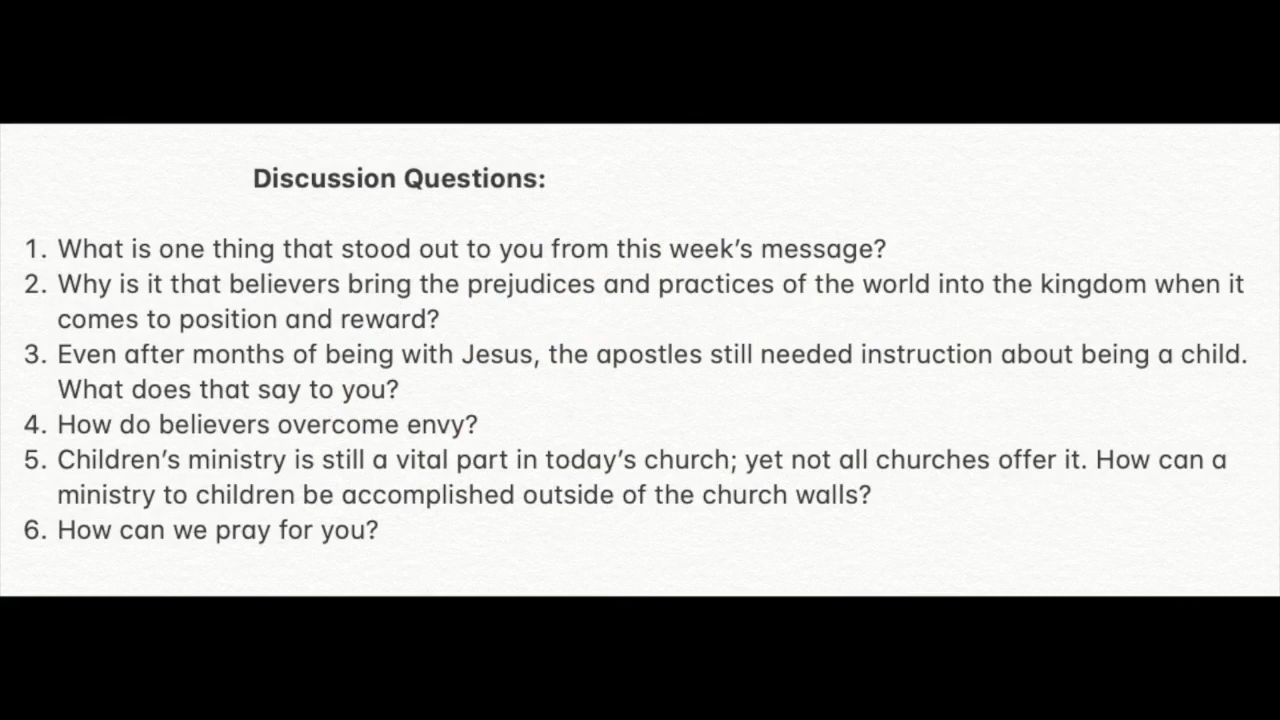 Discussion Questions:
1. What is one thing that stood out to you from this week’s message?
2. Why is it that believers bring the prejudices and practices of the world into the kingdom when it
comes to position and reward?
3. Even after months of being with Jesus, the apostles still needed instruction about being a child.
What does that say to you?
4. How do believers overcome envy?
5. Children’s ministry is still a vital part in today’s church; yet not all churches offer it. How can a
ministry to children be accomplished outside of the church walls?
6. How can we pray for you?